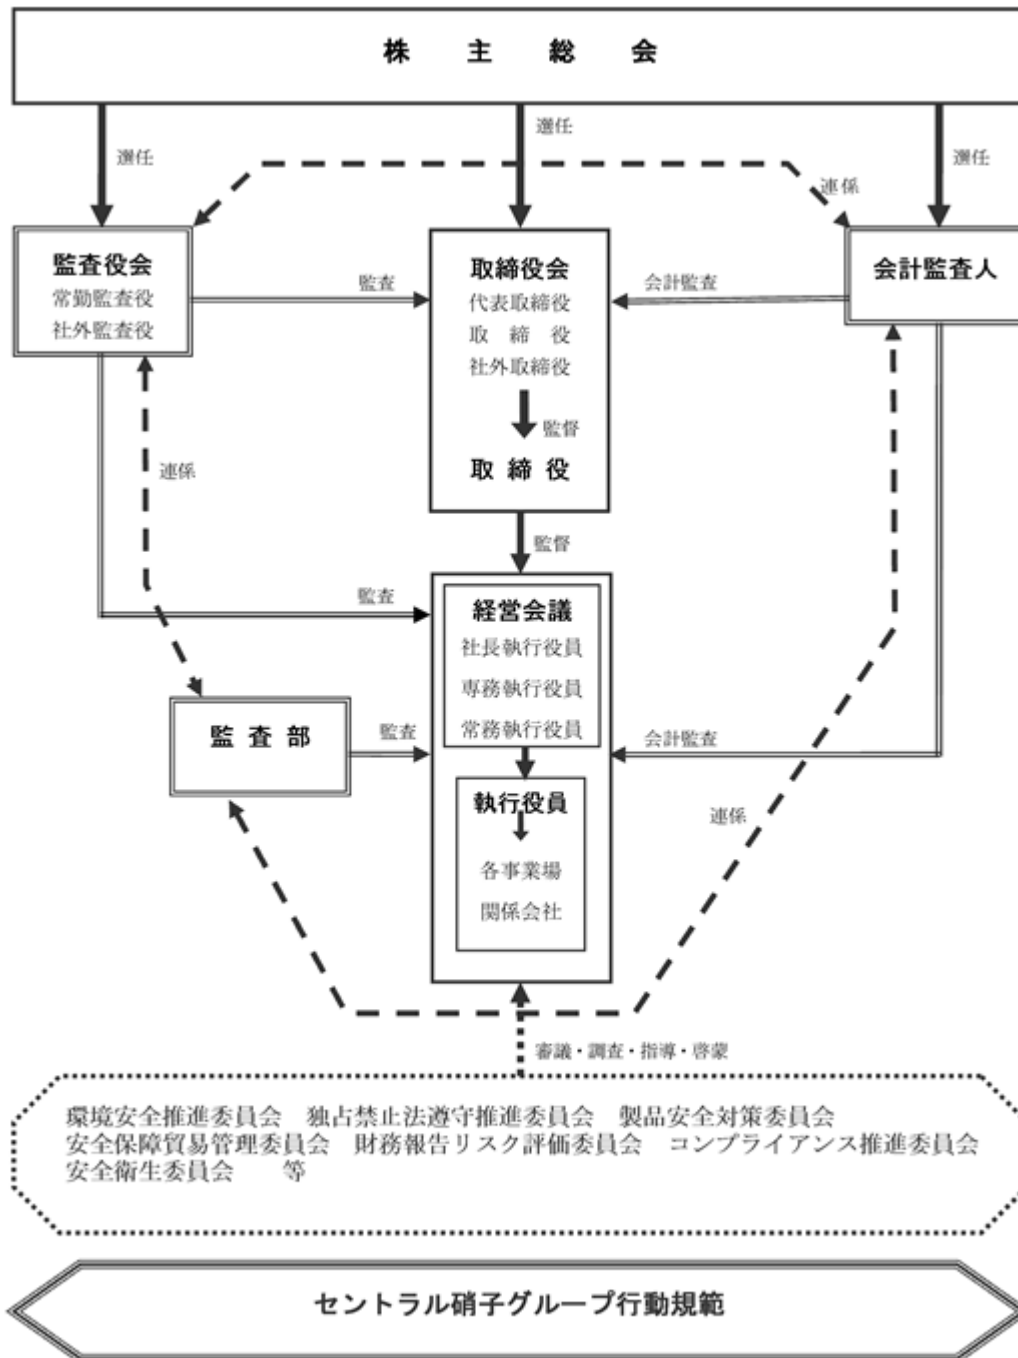 株 主 総 会
選任
選任
選任
連係
監査役会
常勤監査役
社外監査役
監査
取締役会
代表取締役
取 締 役
社外取締役
監督
取 締 役
会計監査
会計監査人
連係
監督
監査
経営会議
社長執行役員
専務執行役員
常務執行役員
監 査 部
監査
会計監査
執行役員
各事業場
関係会社
連係
審議・調査・指導・啓蒙
環境安全推進委員会 独占禁止法遵守推進委員会 製品安全対策委員会
安全保障貿易管理委員会 財務報告リスク評価委員会 コンプライアンス推進委員会
安全衛生委員会 等
セントラル硝子グループ行動規範